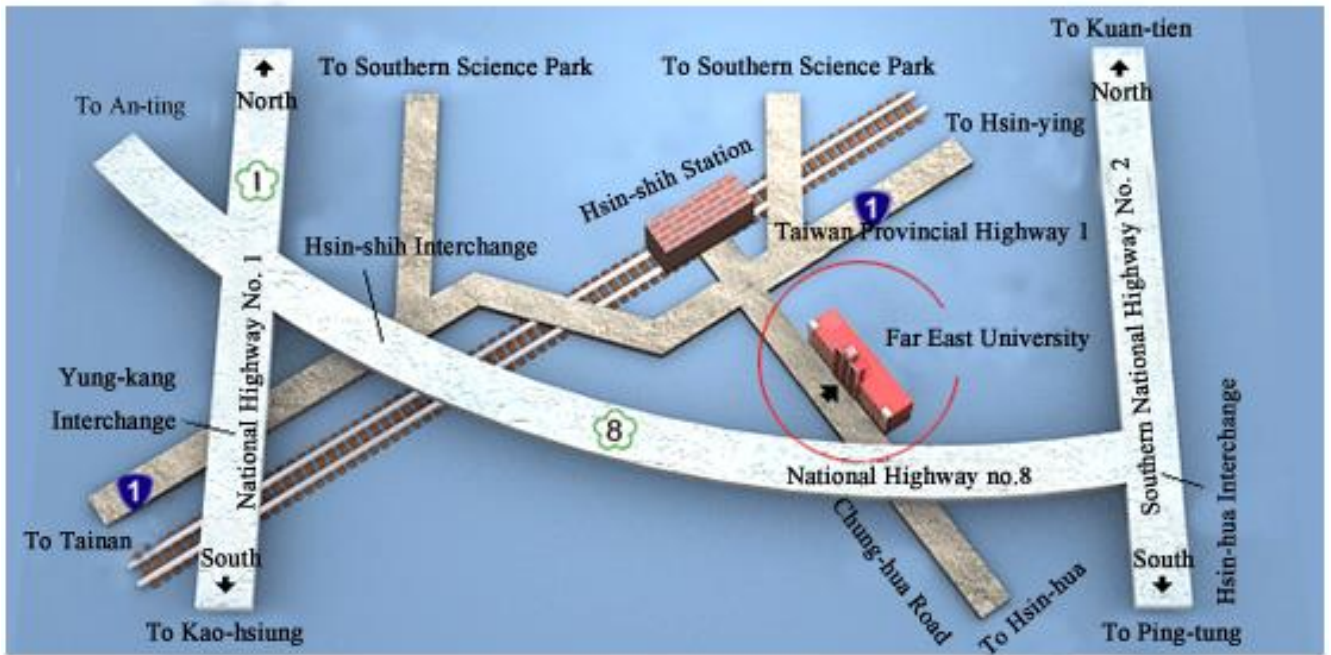 To Kuan-tien
To Southern Science Park
To Southern Science Park
North
North
To An-ting
To Hsin-ying
1
Hsin-shih Station
1
Taiwan Provincial Highway 1
Hsin-shih Interchange
Southern National Highway No. 2
National Highway No. 1
Far East University
Yung-kang
Interchange
8
National Highway no.8
Hsin-hua Interchange
1
To Tainan
Chung-hua Road
South
South
To Hsin-hua
To Kao-hsiung
To Ping-tung